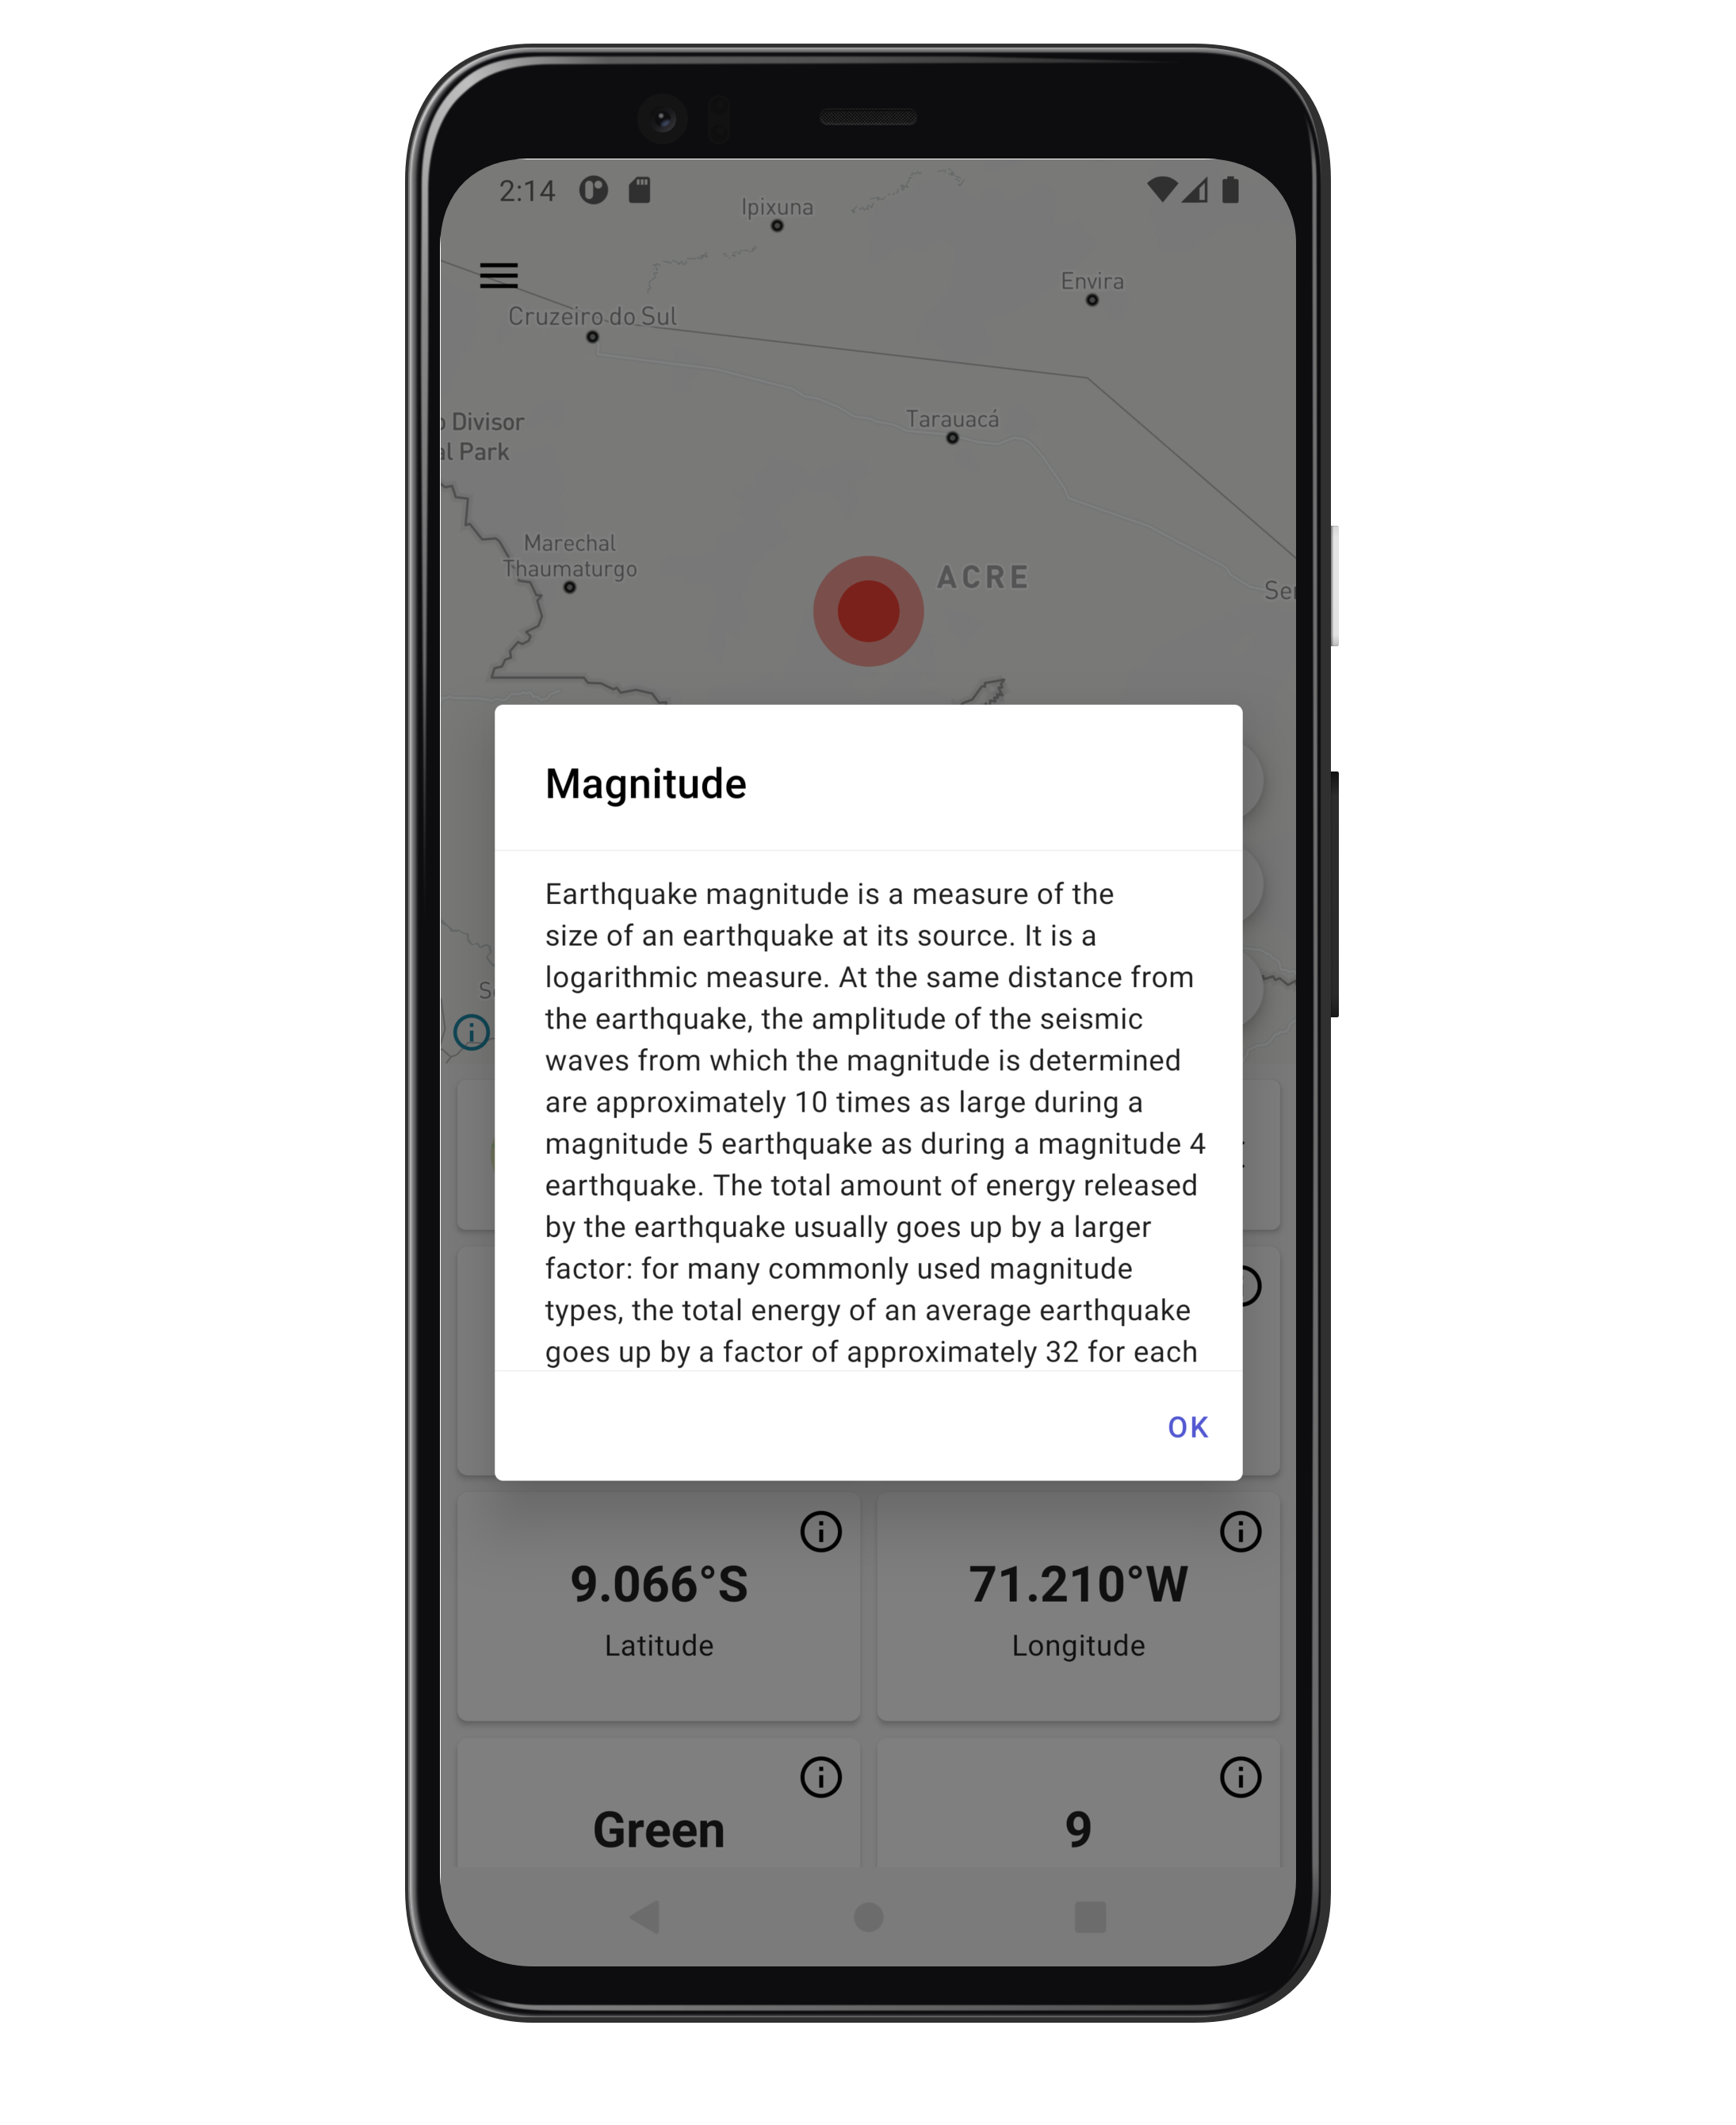 2:14
Ipixuna
Envira
Cruzeiro do Sul
Tarauacá
Divisor
Park
Marechal
Thaumaturgo
ACRE
Magnitude
Earthquake magnitude is a measure of the
size of an earthquake at its source. It is a
logarithmic measure. At the same distance from
the earthquake, the amplitude of the seismic
waves from which the magnitude is determined
are approximately 10 times as large during a
magnitude 5 earthquake as during a magnitude 4
earthquake. The total amount of energy released
by the earthquake usually goes up by a larger
factor: for many commonly used magnitude
types, the total energy of an average earthquake
goes up by a factor of approximately 32 for each
OK
9.066°S
71.210°W
Latitude
Longitude
Green
9